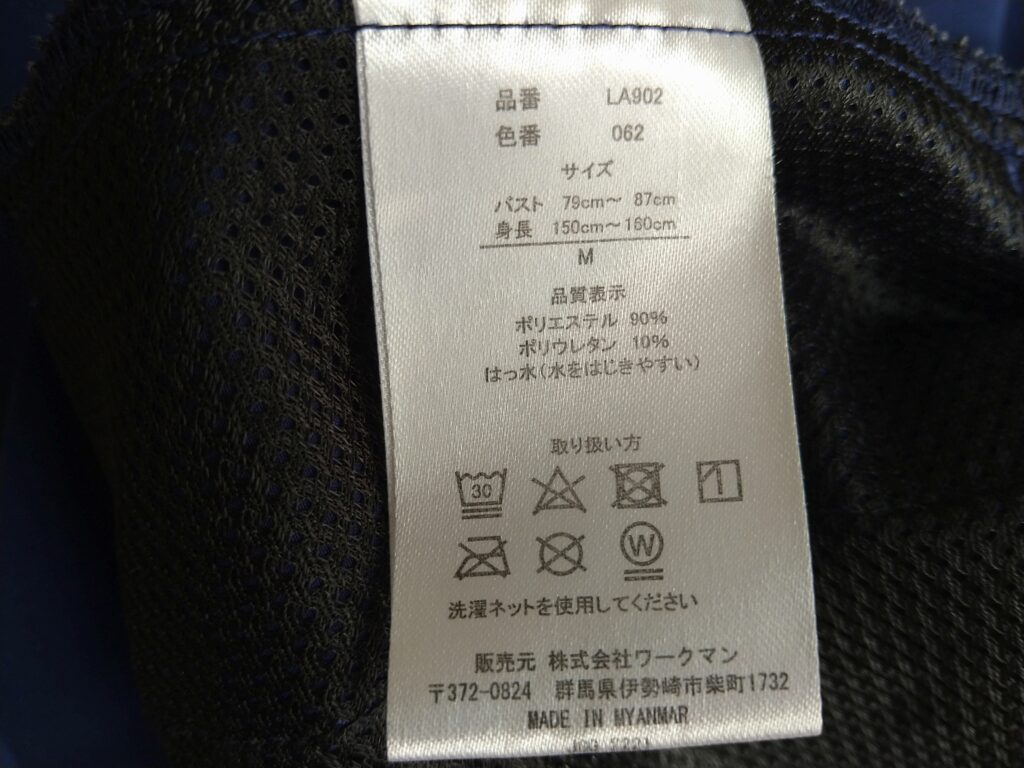 品番 LA902
色番 062
サイズ
バスト 79cm～ 87cm
身長 150cm～160cm
M
品質表示
ポリエステル 90%
ポリウレタン 10%
はっ水(水をはじきやすい)
取り扱い方
30
W
洗濯ネットを使用してください
販売元 株式会社ワークマン
〒372-0824 群馬県伊勢崎市柴町1732
MADE IN MYANMAR